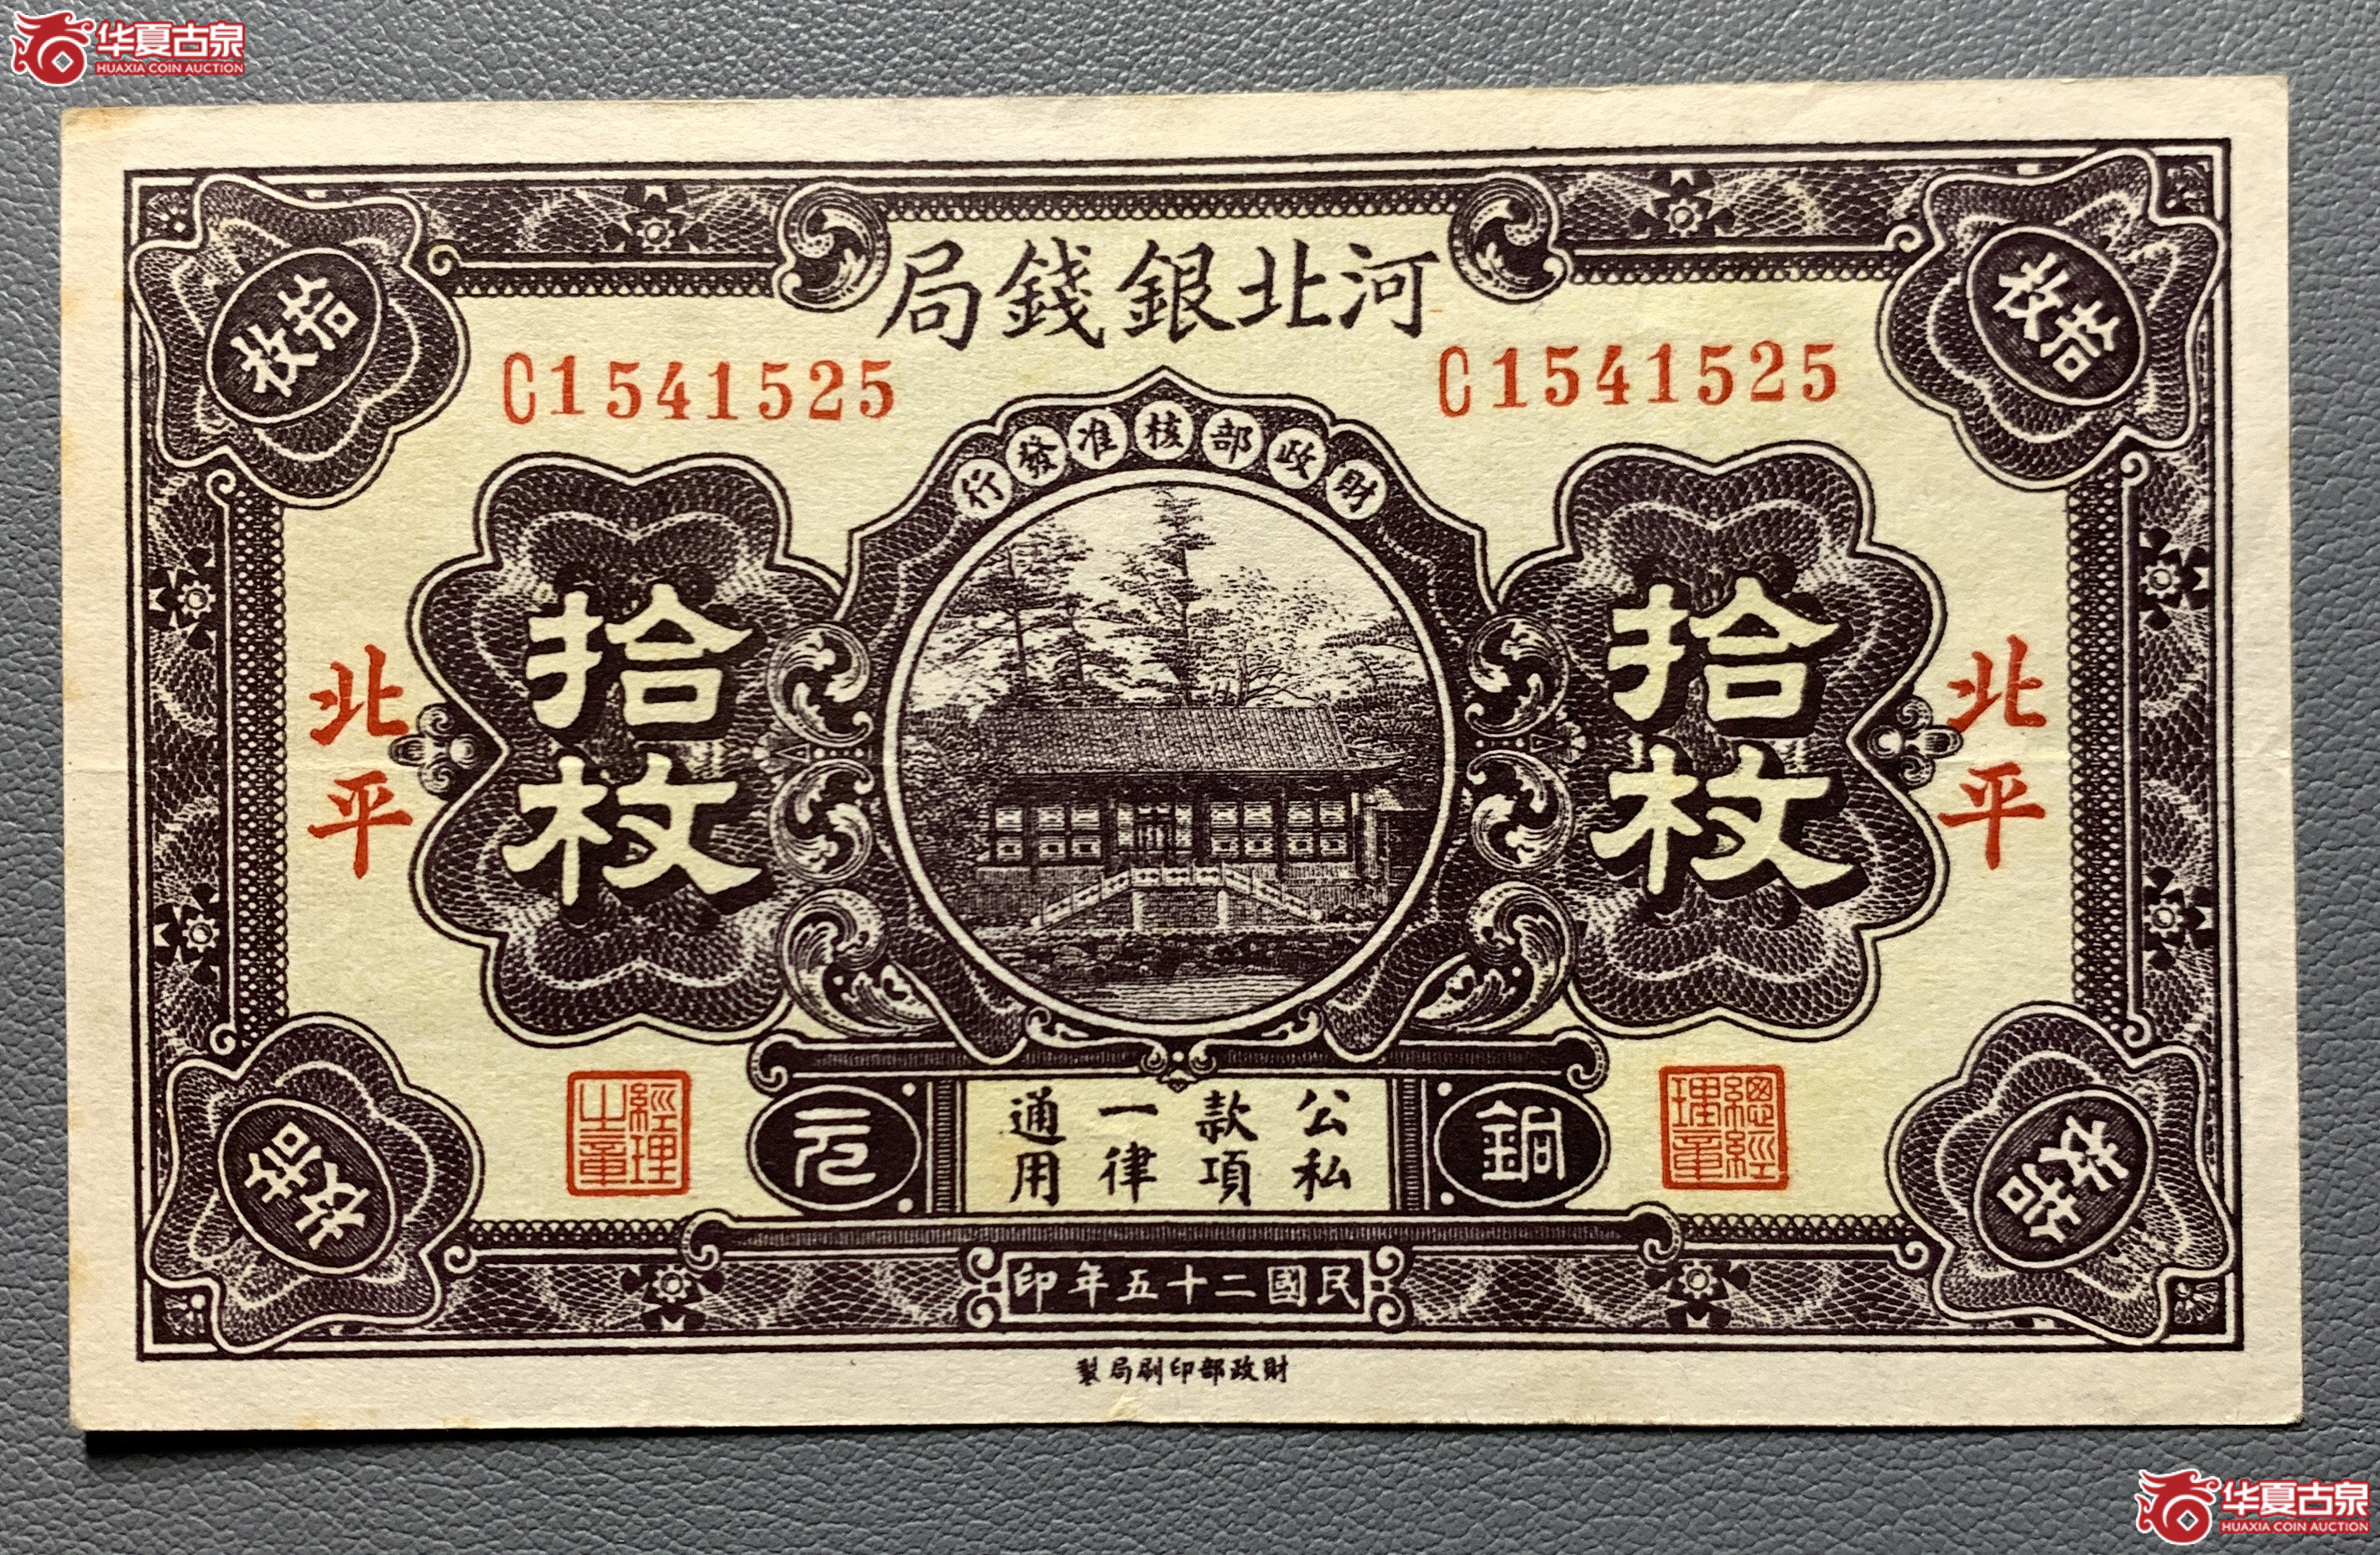 华夏古泉
HUAXIA COIN AUCTION
河北銀錢局
C1541525
C1541525
財政部核准發行
拾枚
拾枚
拾枚
拾枚
北平
北平
總經理章
經理之章
銅元
公私款項一律通用
拾枚
拾枚
民國二十五年印
財政部印刷局製
华夏古泉
HUAXIA COIN AUCTION